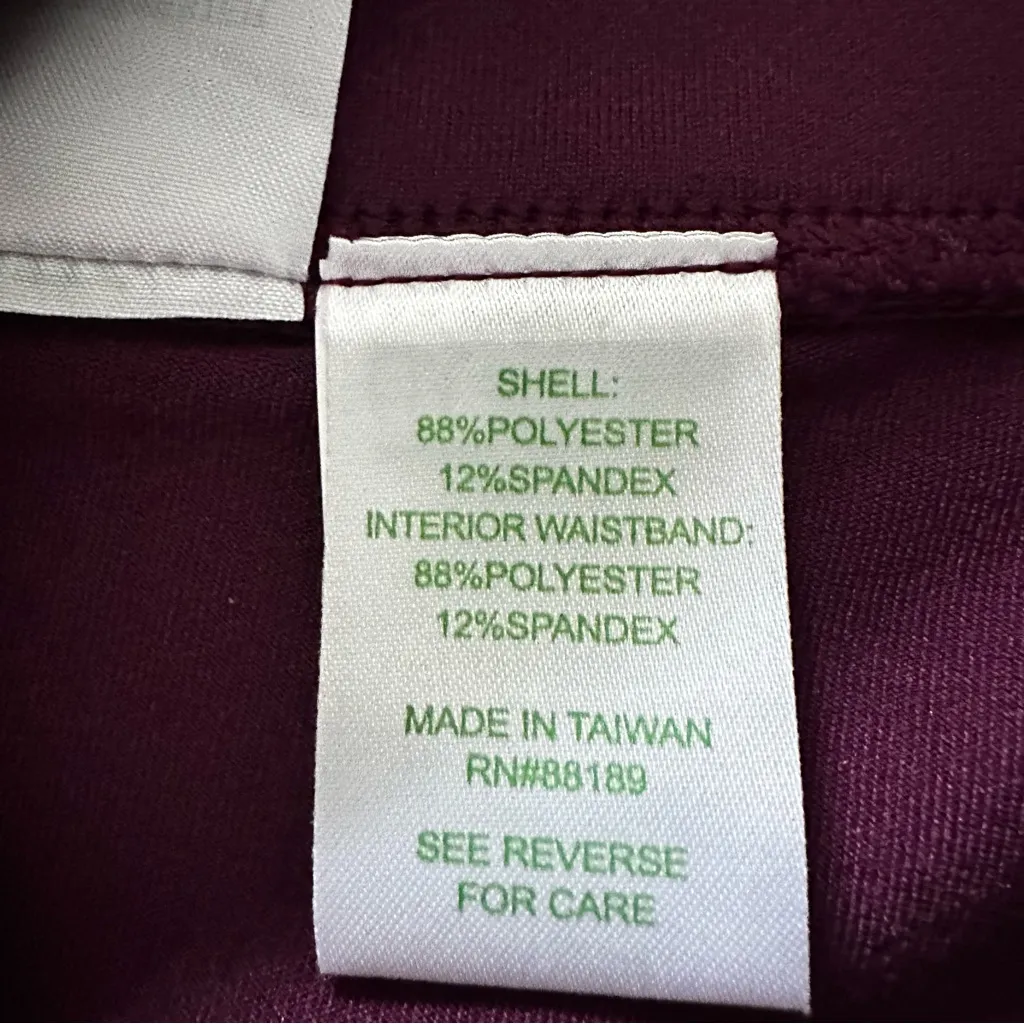 SHELL:
88%POLYESTER
12%SPANDEX
INTERIOR WAISTBAND:
88%POLYESTER
12%SPANDEX
MADE IN TAIWAN
RN#88189
SEE REVERSE
FOR CARE